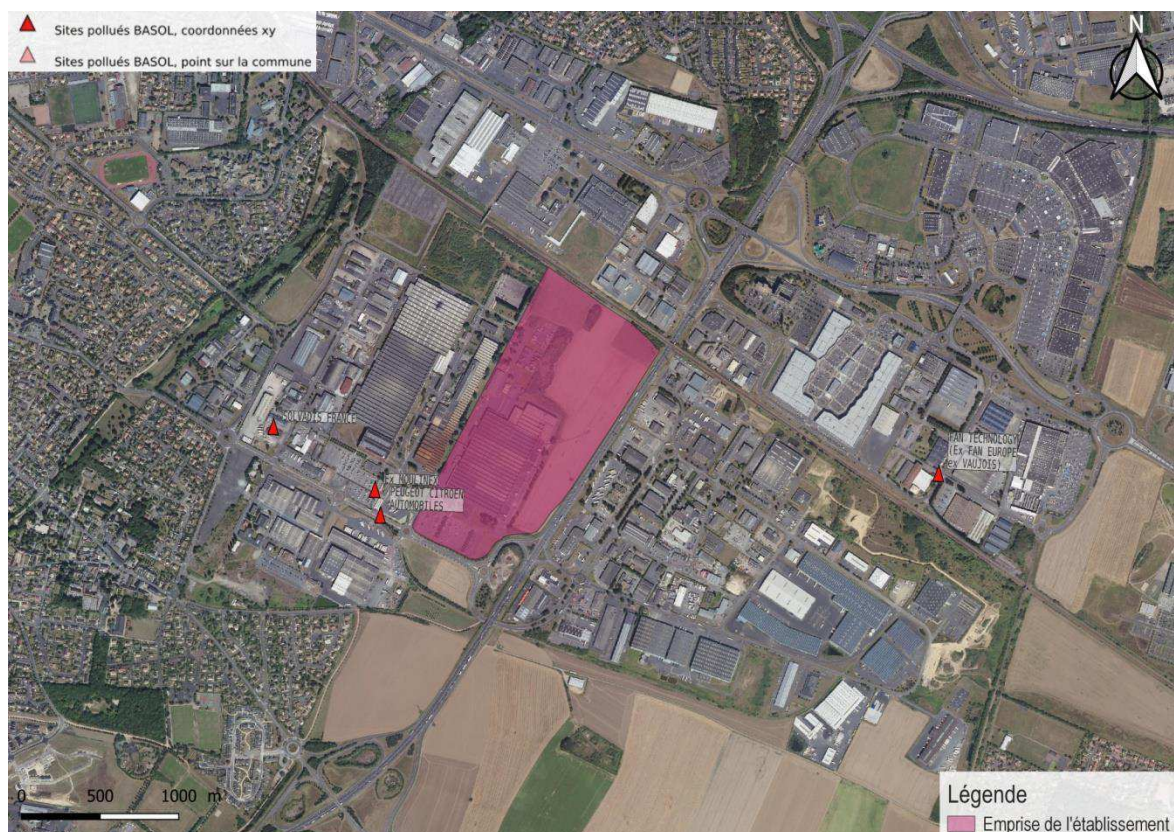 Sites pollués BASOL, coordonnées xy
Sites pollués BASOL, point sur la commune
N
SOLVADIS FRANCE
Ex MOULINEX
PEUGEOT CITROEN
AUTOMOBILES
FAN TECHNOLOGY
(Ex FAN EUROPE
ex VAUJOIS)
0 500 1000 m
Légende
Emprise de l'établissement